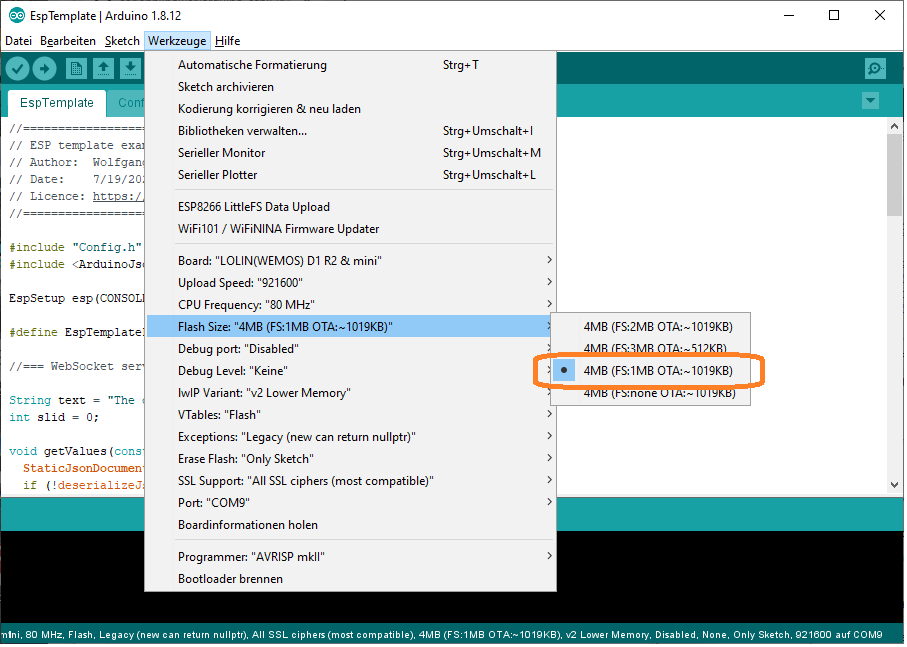 EspTemplate | Arduino 1.8.12
Datei Bearbeiten Sketch Werkzeuge Hilfe
EspTemplate Conf
//==================
// ESP template exa
// Author: Wolfgang
// Date: 7/19/20
// Licence: https:/
//==================
#include "Config.h"
#include <ArduinoJs
EspSetup esp(CONSOL
#define EspTemplate
//=== WebSocket serv
String text = "The
int slid = 0;
void getValues(cons
StaticJsonDocument
if (!deserializeJs
Automatische Formatierung Strg+T
Sketch archivieren
Kodierung korrigieren & neu laden
Bibliotheken verwalten... Strg+Umschalt+I
Serieller Monitor Strg+Umschalt+M
Serieller Plotter Strg+Umschalt+L
ESP8266 LittleFS Data Upload
WiFi101 / WiFiNINA Firmware Updater
Board: "LOLIN(WEMOS) D1 R2 & mini"
Upload Speed: "921600"
CPU Frequency: "80 MHz"
Flash Size: "4MB (FS:1MB OTA:~1019KB)"
Debug port: "Disabled"
Debug Level: "Keine"
lwIP Variant: "v2 Lower Memory"
VTables: "Flash"
Exceptions: "Legacy (new can return nullptr)"
Erase Flash: "Only Sketch"
SSL Support: "All SSL ciphers (most compatible)"
Port: "COM9"
Boardinformationen holen
Programmer: "AVRISP mkII"
Bootloader brennen
4MB (FS:2MB OTA:~1019KB)
4MB (FS:3MB OTA:~512KB)
4MB (FS:1MB OTA:~1019KB)
4MB (FS:none OTA:~1019KB)
mini, 80 MHz, Flash, Legacy (new can return nullptr), All SSL ciphers (most compatible), 4MB (FS:1MB OTA:~1019KB), v2 Lower Memory, Disabled, None, Only Sketch, 921600 auf COM9